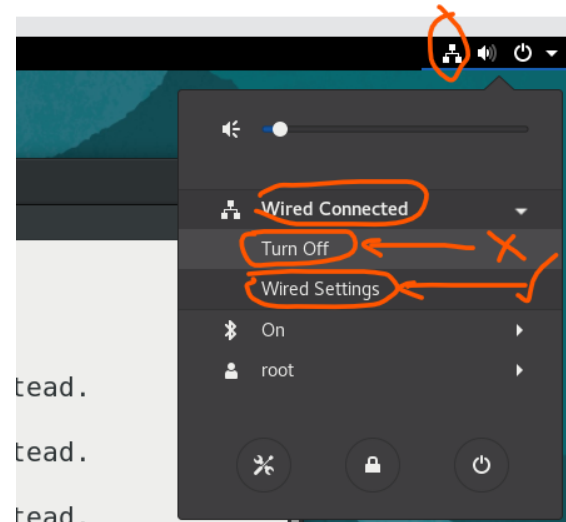 Wired Connected
Turn Off
Wired Settings
On
root
tead.
tead.
tead.